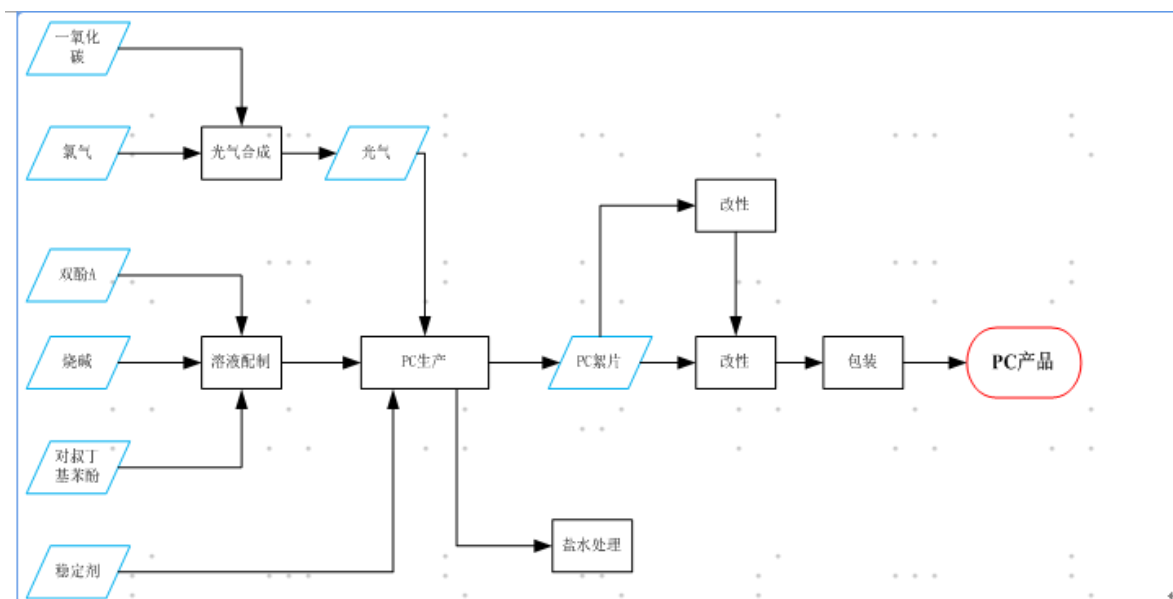 一氧化
碳
氯气
光气合成
光气
改性
双酚A
烧碱
溶液配制
PC生产
PC絮片
改性
包装
PC产品
对叔丁
基苯酚
盐水处理
稳定剂